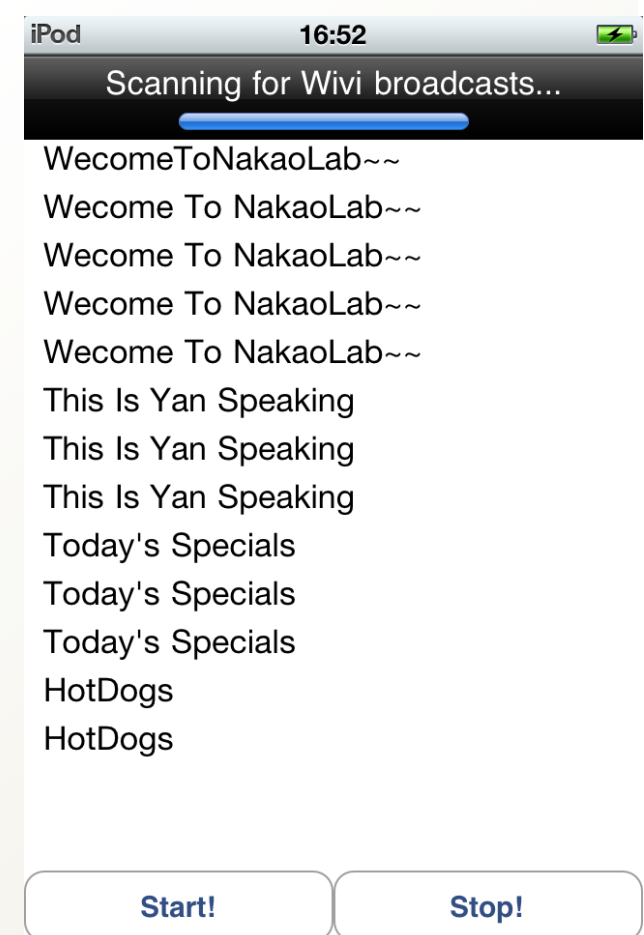 iPod 16:52
Scanning for Wivi broadcasts...
WecomeToNakaoLab~~
Wecome To NakaoLab~~
Wecome To NakaoLab~~
Wecome To NakaoLab~~
Wecome To NakaoLab~~
This Is Yan Speaking
This Is Yan Speaking
This Is Yan Speaking
Today's Specials
Today's Specials
Today's Specials
HotDogs
HotDogs
Start! Stop!